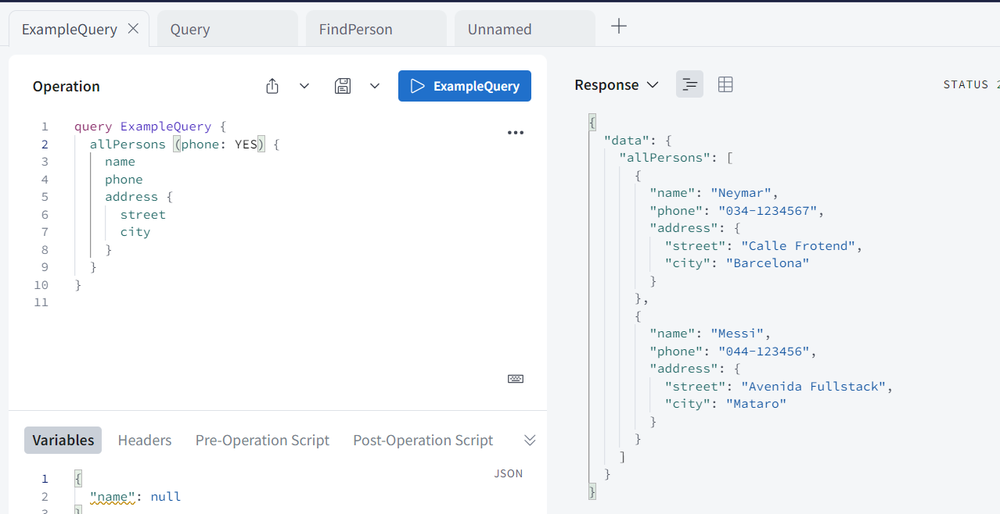 ExampleQuery
Query
FindPerson
Unnamed
Operation
ExampleQuery
1 query ExampleQuery {
2 allPersons (phone: YES) {
3 name
4 phone
5 address {
6 street
7 city
8 }
9 }
10 }
11
Variables Headers Pre-Operation Script Post-Operation Script
JSON
1 {
2 "name": null
3 }
Response
STATUS 2
{
"data": {
"allPersons": [
{
"name": "Neymar",
"phone": "034-1234567",
"address": {
"street": "Calle Frotend",
"city": "Barcelona"
}
},
{
"name": "Messi",
"phone": "044-123456",
"address": {
"street": "Avenida Fullstack",
"city": "Mataro"
}
}
]
}
}